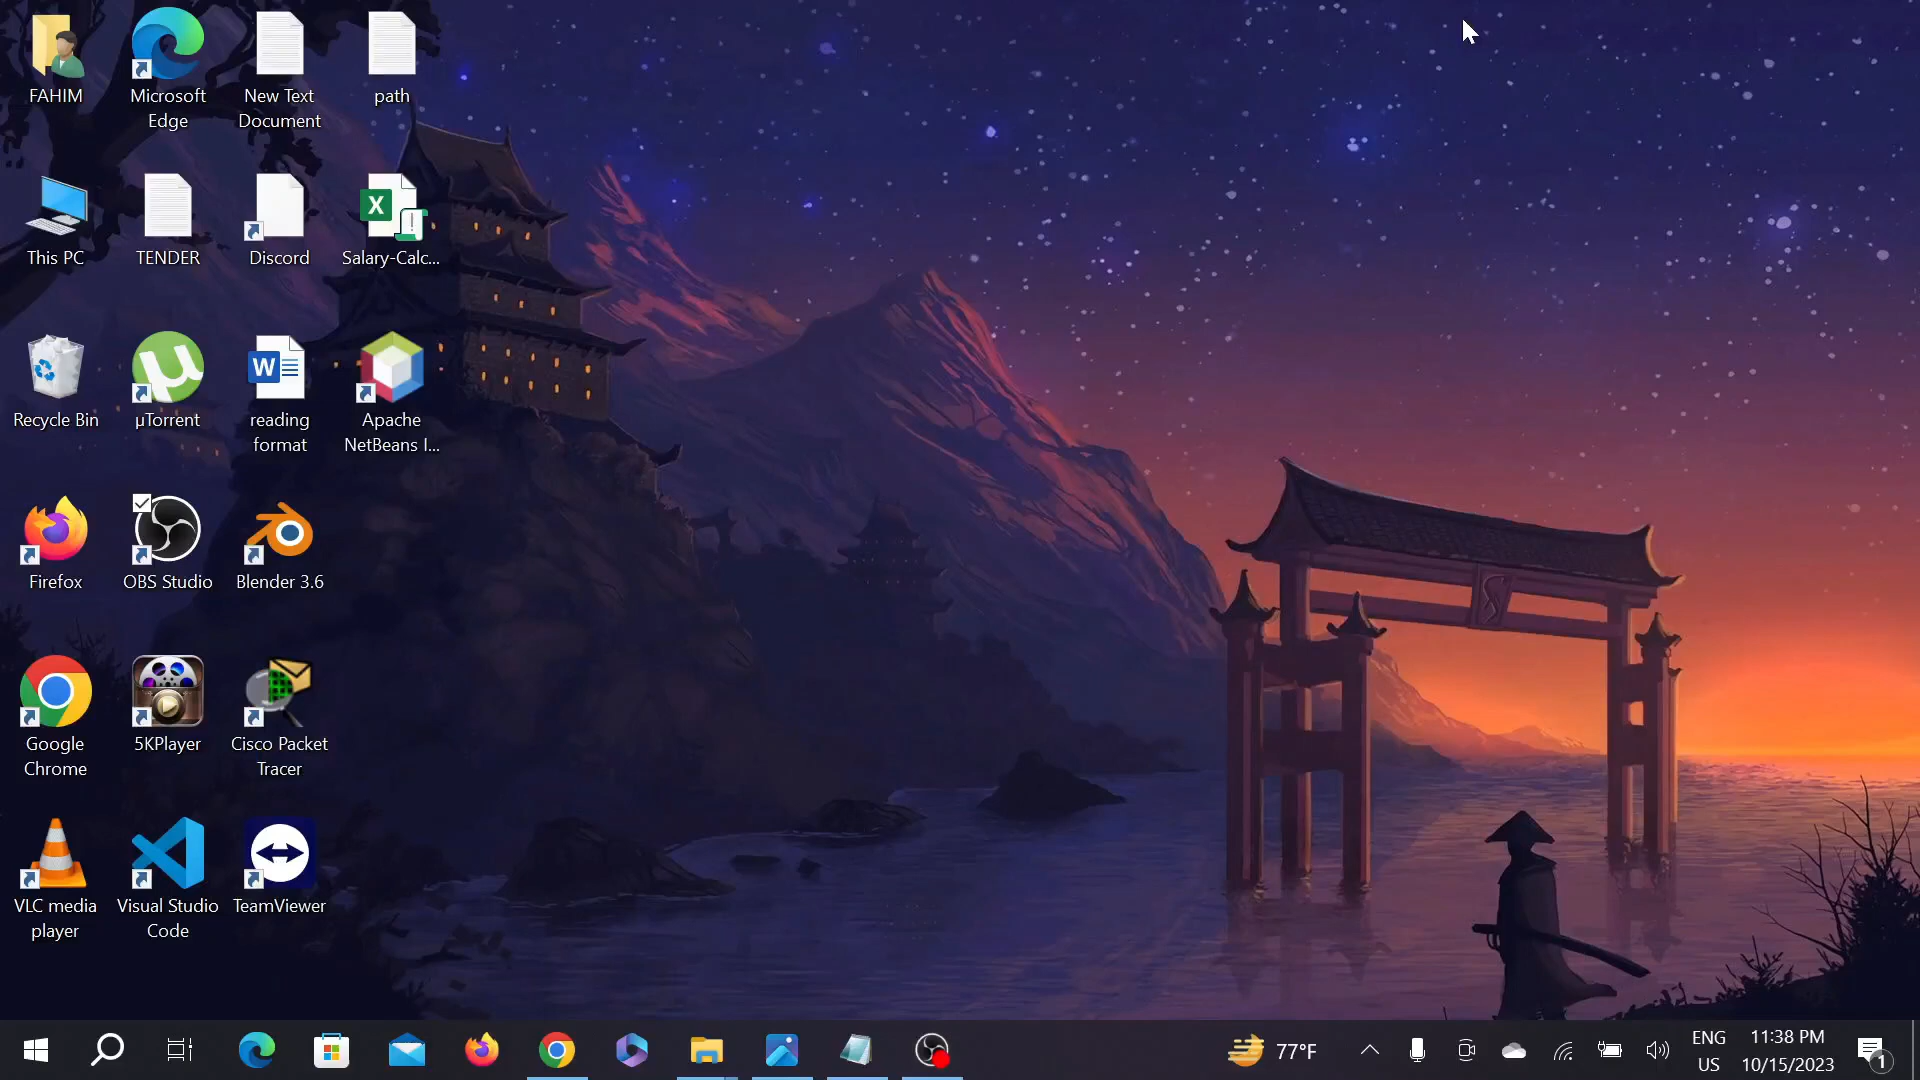 FAHIM
Microsoft
Edge
New Text
Document
path
This PC
TENDER
Discord
X
Salary-Calc...
Recycle Bin
µ
µTorrent
W
reading
format
Apache
NetBeans I...
Firefox
OBS Studio
Blender 3.6
Google
Chrome
5KPlayer
Cisco Packet
Tracer
VLC media
player
Visual Studio
Code
TeamViewer
77°F
ENG
US
11:38 PM
10/15/2023
1